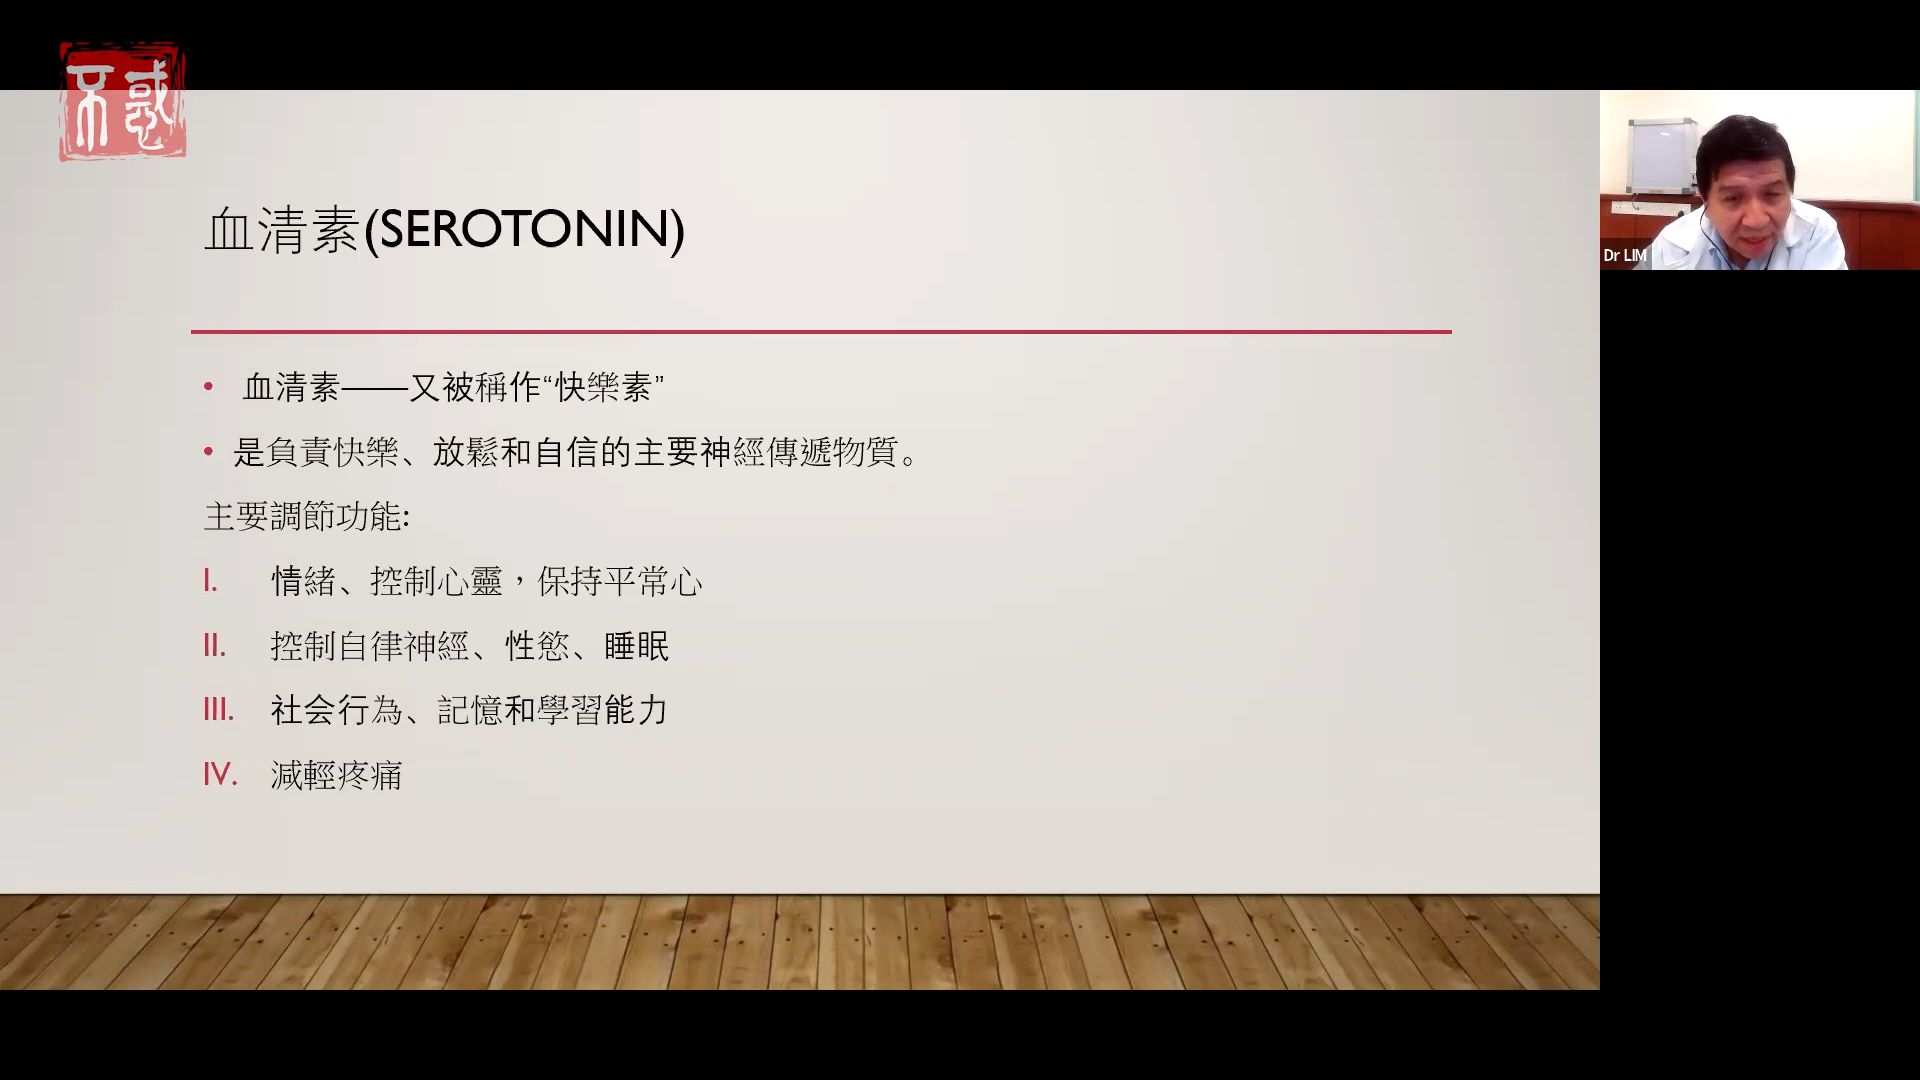 不惑
血清素(SEROTONIN)
• 血清素——又被稱作“快樂素”
• 是負責快樂、放鬆和自信的主要神經傳遞物質。
主要調節功能:
I. 情緒、控制心靈，保持平常心
II. 控制自律神經、性慾、睡眠
III. 社会行為、記憶和學習能力
IV. 減輕疼痛
Dr LIM